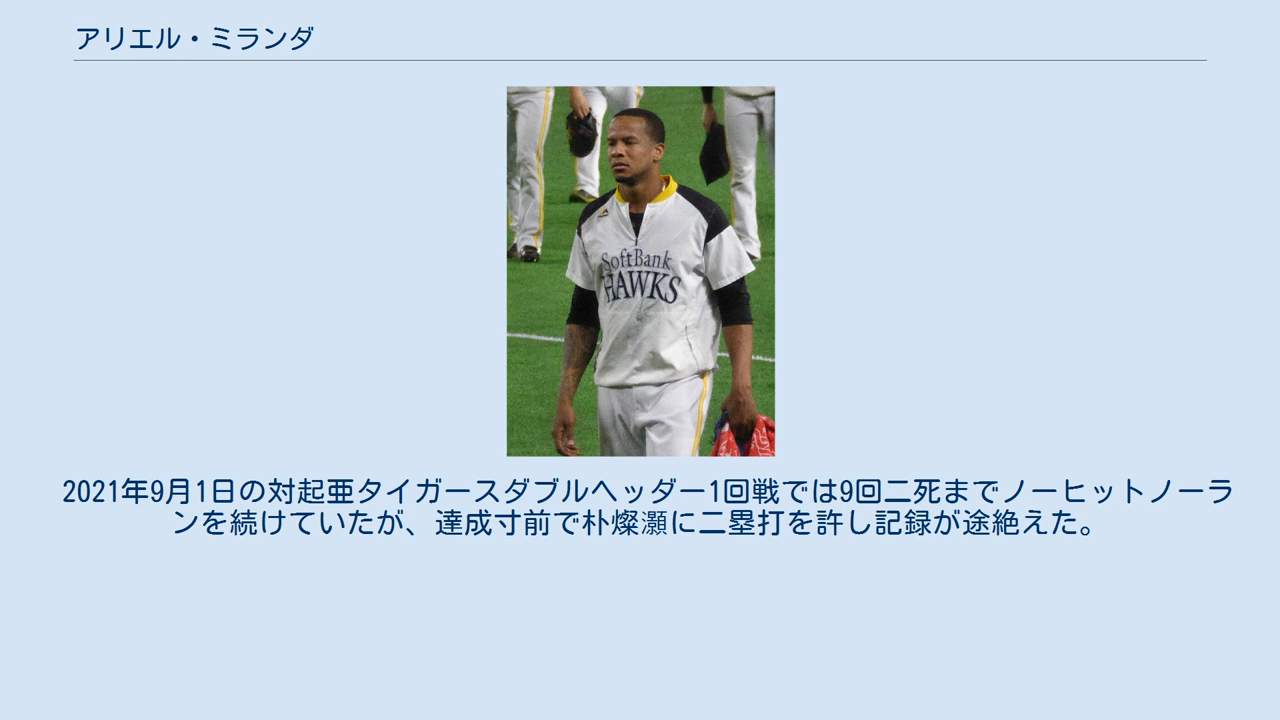 アリエル・ミランダ
SoftBank
HAWKS
2021年9月1日の対起亜タイガースダブルヘッダー1回戦では9回二死までノーヒットノーラ
ンを続けていたが、達成寸前で朴燦灝に二塁打を許し記録が途絶えた。